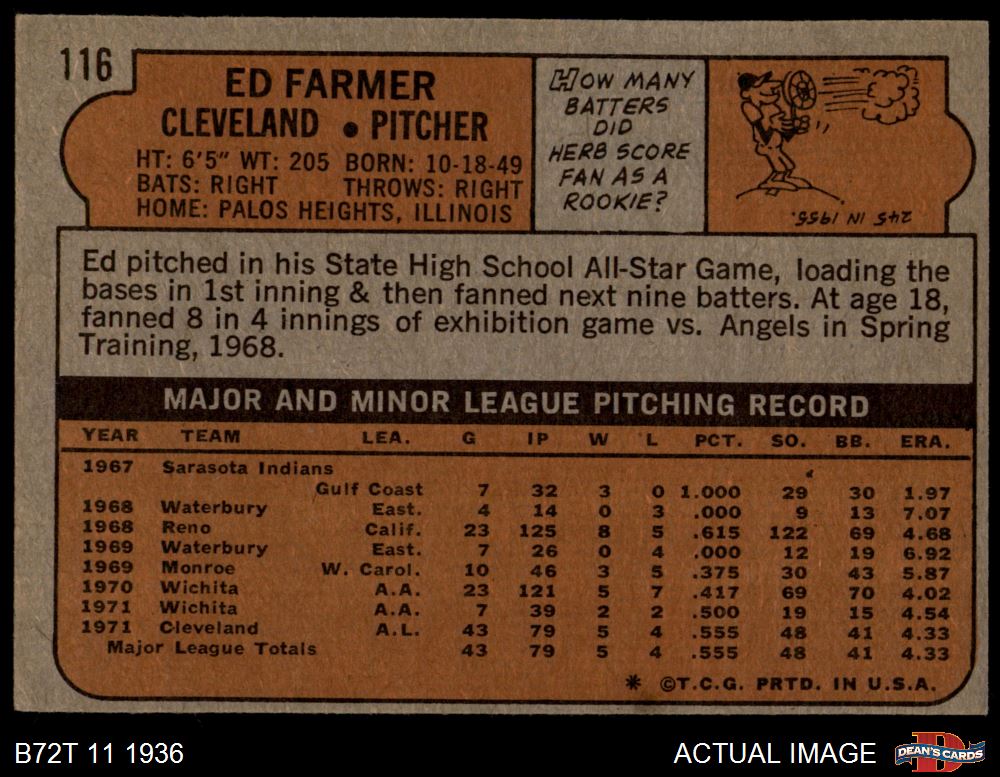 116
ED FARMER
CLEVELAND • PITCHER
HT: 6'5" WT: 205 BORN: 10-18-49
BATS: RIGHT THROWS: RIGHT
HOME: PALOS HEIGHTS, ILLINOIS
HOW MANY
BATTERS
DID
HERB SCORE
FAN AS A
ROOKIE?
245 IN 1955.
Ed pitched in his State High School All-Star Game, loading the
bases in 1st inning & then fanned next nine batters. At age 18,
fanned 8 in 4 innings of exhibition game vs. Angels in Spring
Training, 1968.
MAJOR AND MINOR LEAGUE PITCHING RECORD
YEAR TEAM LEA. G IP W L PCT. SO. BB. ERA.
1967 Sarasota Indians
Gulf Coast 7 32 3 0 1.000 29 30 1.97
1968 Waterbury East. 4 14 0 3 .000 9 13 7.07
1968 Reno Calif. 23 125 8 5 .615 122 69 4.68
1969 Waterbury East. 7 26 0 4 .000 12 19 6.92
1969 Monroe W. Carol. 10 46 3 5 .375 30 43 5.87
1970 Wichita A.A. 23 121 5 7 .417 69 70 4.02
1971 Wichita A.A. 7 39 2 2 .500 19 15 4.54
1971 Cleveland A.L. 43 79 5 4 .555 48 41 4.33
Major League Totals 43 79 5 4 .555 48 41 4.33
* ©T.C.G. PRTD. IN U.S.A.
B72T 11 1936
ACTUAL IMAGE
D
DEAN'S CARDS